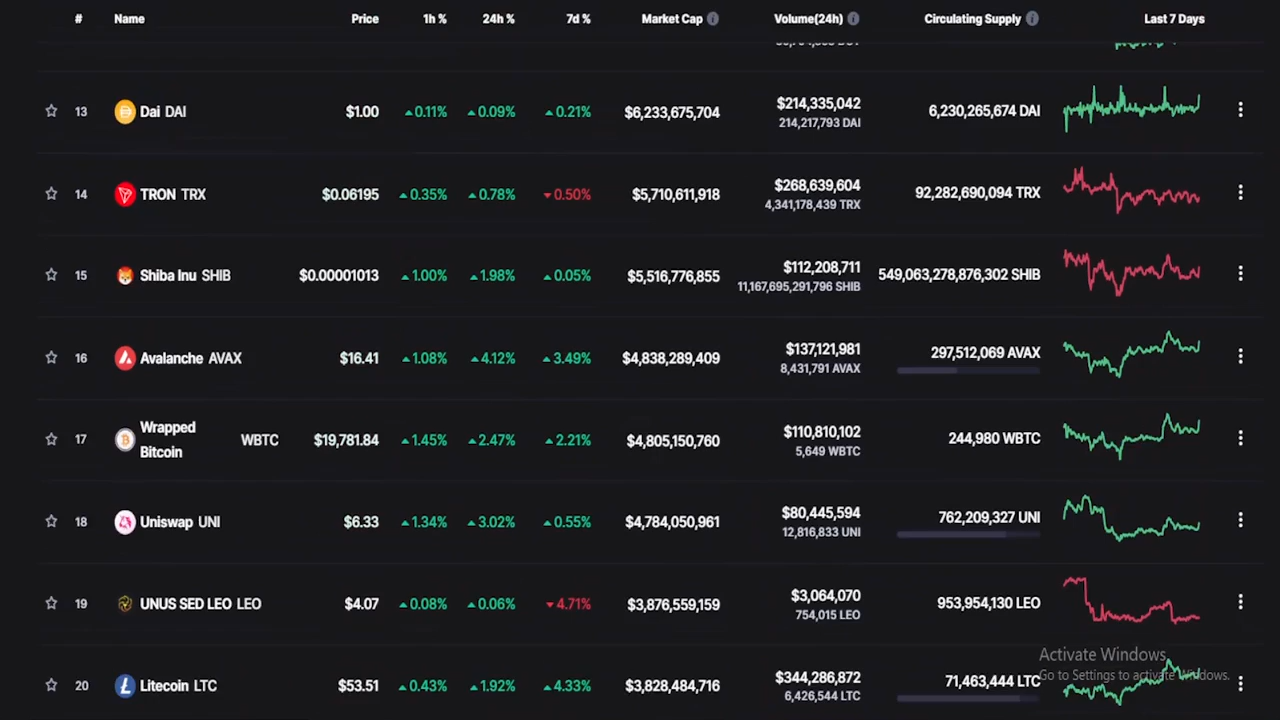 # Name Price 1h % 24h % 7d % Market Cap Volume(24h) Circulating Supply Last 7 Days
13 Dai DAI $1.00 0.11% 0.09% 0.21% $6,233,675,704 $214,335,042 6,230,265,674 DAI
214,217,793 DAI
14 TRON TRX $0.06195 0.35% 0.78% 0.50% $5,710,611,918 $268,639,604 92,282,690,094 TRX
4,341,178,439 TRX
15 Shiba Inu SHIB $0.00001013 1.00% 1.98% 0.05% $5,516,776,855 $112,208,711 549,063,278,876,302 SHIB
11,167,695,291,796 SHIB
16 Avalanche AVAX $16.41 1.08% 4.12% 3.49% $4,838,289,409 $137,121,981 297,512,069 AVAX
8,431,791 AVAX
17 Wrapped Bitcoin WBTC $19,781.84 1.45% 2.47% 2.21% $4,805,150,760 $110,810,102 244,980 WBTC
5,649 WBTC
18 Uniswap UNI $6.33 1.34% 3.02% 0.55% $4,784,050,961 $80,445,594 762,209,327 UNI
12,816,833 UNI
19 UNUS SED LEO LEO $4.07 0.08% 0.06% 4.71% $3,876,559,159 $3,064,070 953,954,130 LEO
754,015 LEO
Activate Windows
Go to Settings to activate Windows.
20 Litecoin LTC $53.51 0.43% 1.92% 4.33% $3,828,484,716 $344,286,872 71,463,444 LTC
6,426,544 LTC